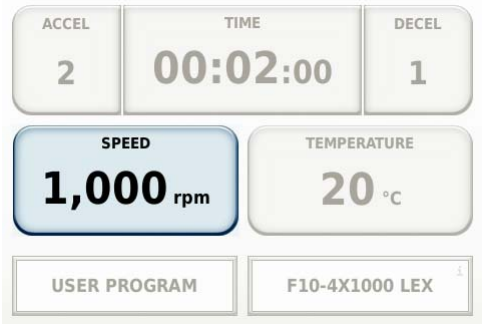 ACCEL TIME DECEL
2 00:02:00 1
SPEED TEMPERATURE
1,000 rpm 20 °C
USER PROGRAM F10-4X1000 LEX i